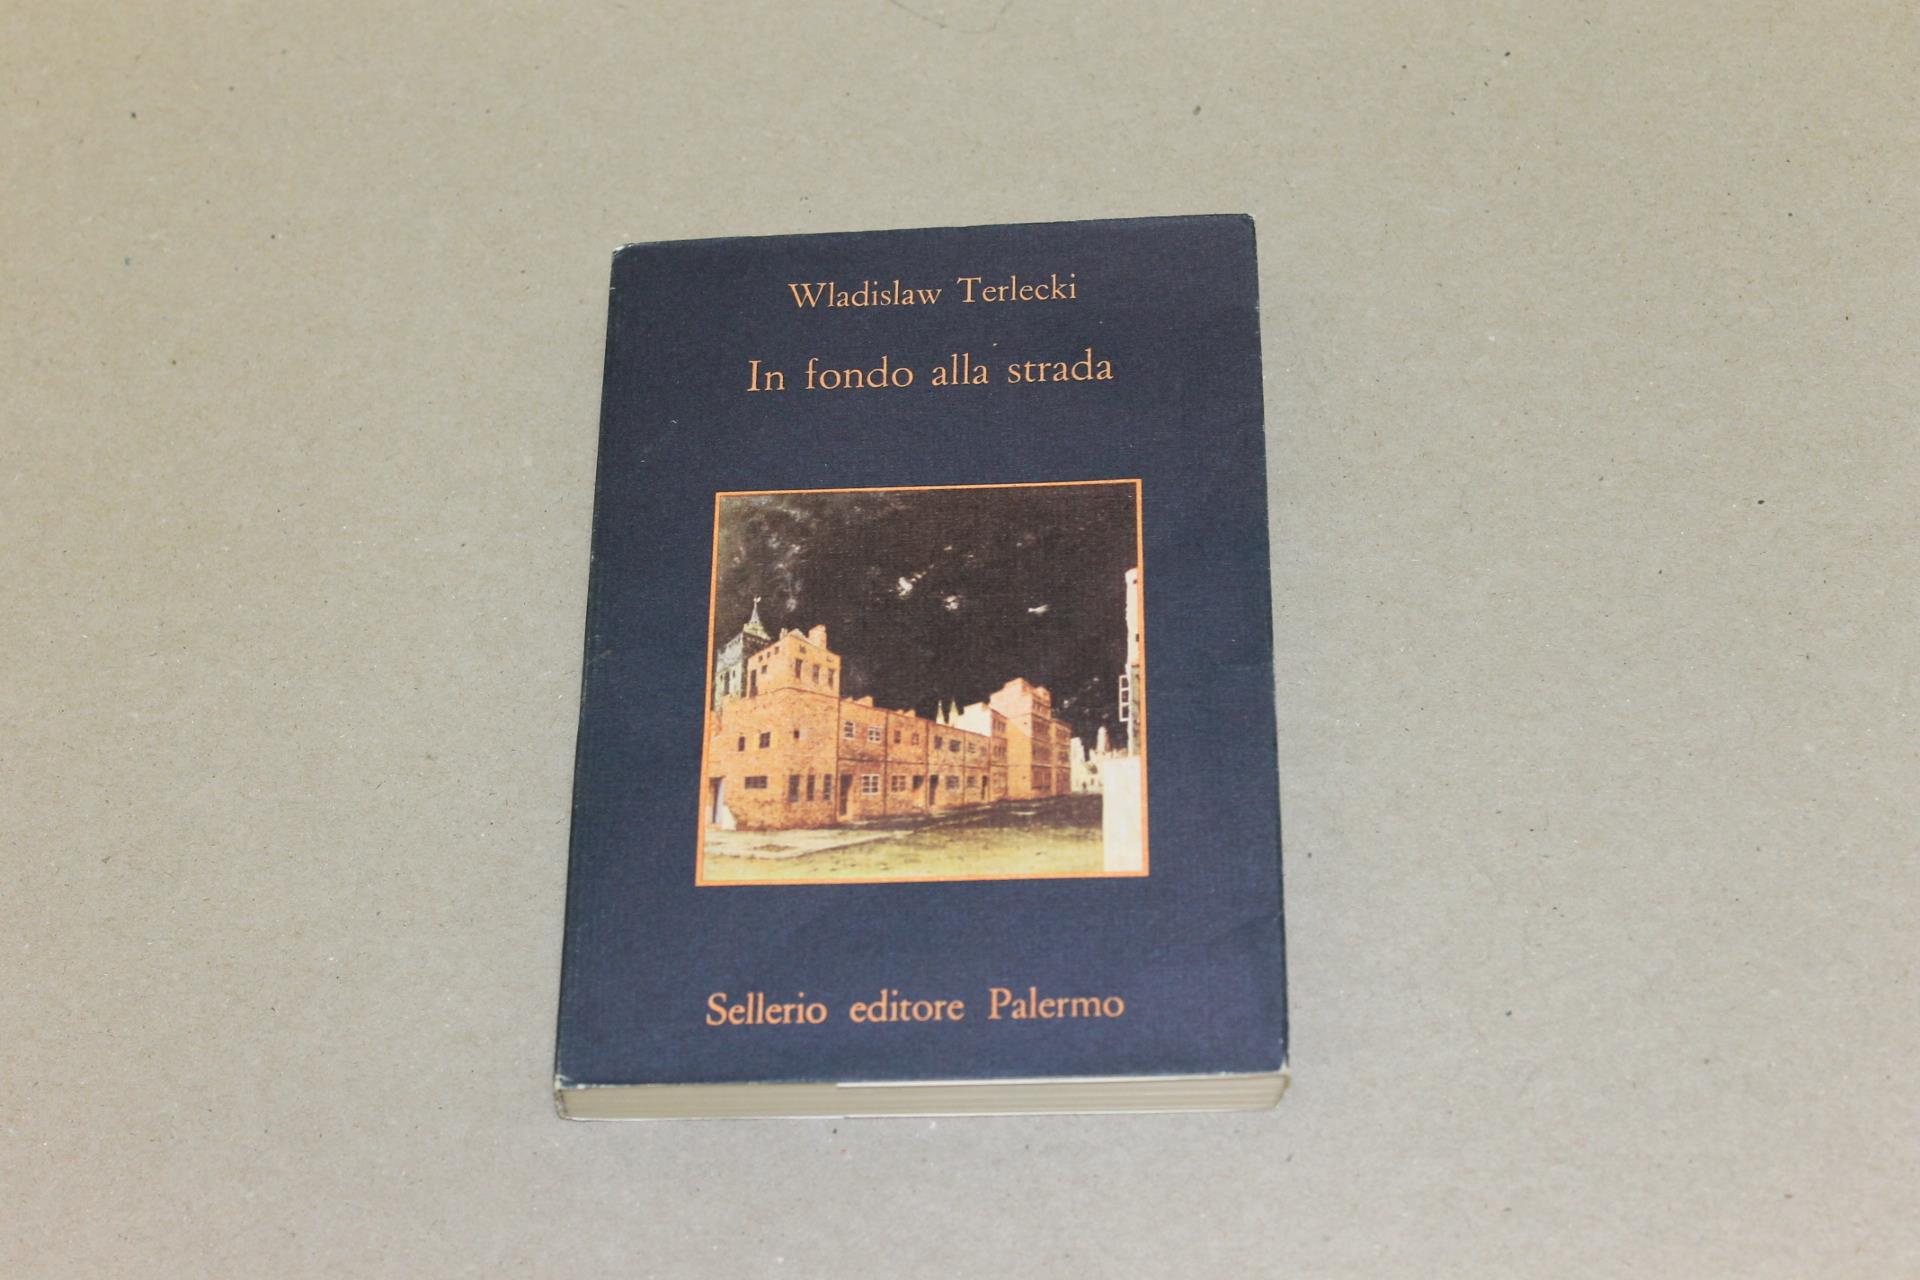 Wladislaw Terlecki
In fondo alla strada
Sellerio editore Palermo